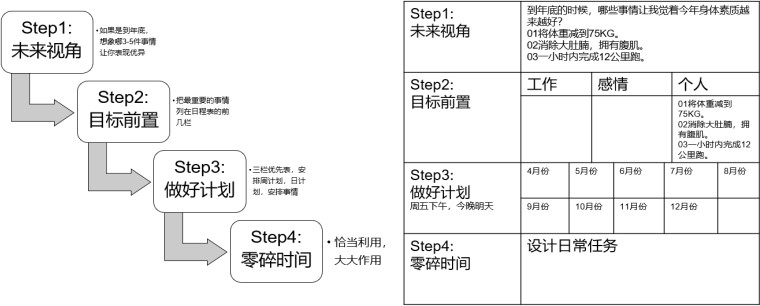 Step1:
未来视角
•如果是到年底，
想象哪3-5件事情
让你表现优异
Step2:
目标前置
•把最重要的事情
列在日程表的前
几栏
Step3:
做好计划
•三栏优先表，安
排周计划，日计
划，安排事情
Step4:
零碎时间
•恰当利用，
大大作用
Step1:
未来视角
到年底的时候，哪些事情让我觉着今年身体素质越
来越好？
01将体重减到75KG。
02消除大肚腩，拥有腹肌。
03一小时内完成12公里跑。
Step2:
目标前置
工作
感情
个人
01将体重减到
75KG。
02消除大肚腩，拥
有腹肌。
03一小时内完成12
公里跑。
Step3:
做好计划
周五下午，今晚明天
4月份
5月份
6月份
7月份
8月份
9月份
10月份
11月份
12月份
Step4:
零碎时间
设计日常任务